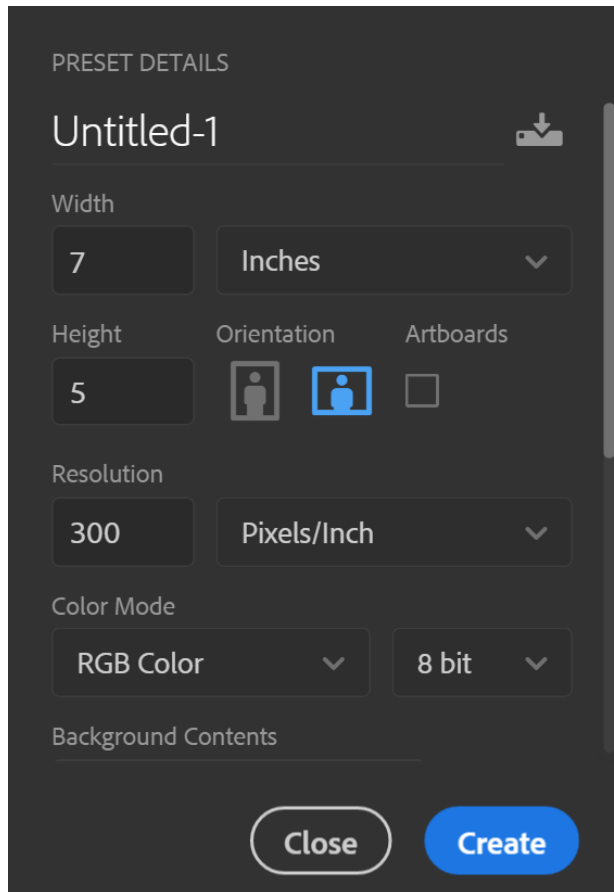 PRESET DETAILS
Untitled-1
Width
7 Inches
Height Orientation Artboards
5
Resolution
300 Pixels/Inch
Color Mode
RGB Color 8 bit
Background Contents
Close Create